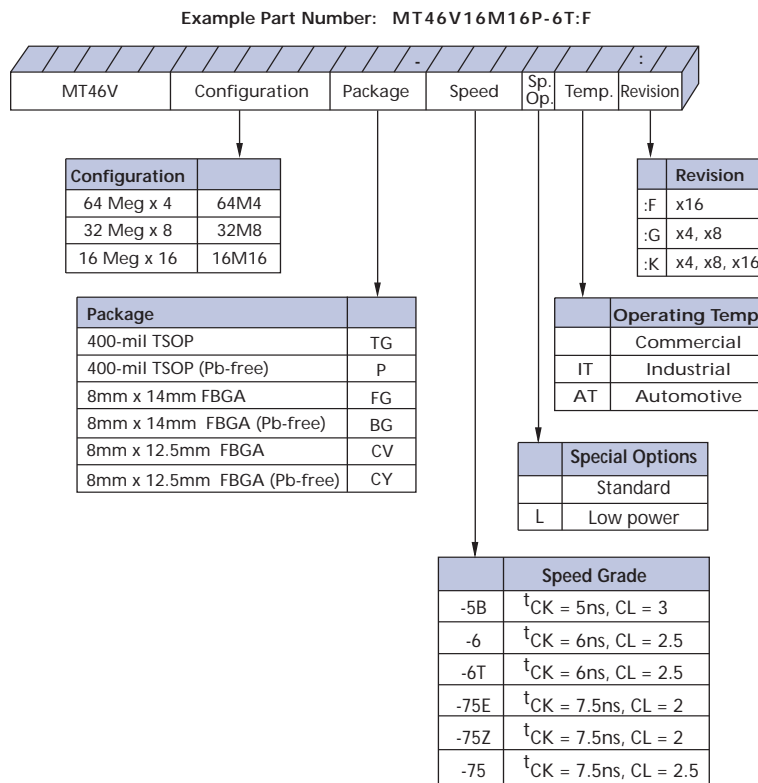 Example Part Number: MT46V16M16P-6T:F
- :
MT46V Configuration Package Speed Sp. Op. Temp. Revision
Configuration
64 Meg x 4 64M4
32 Meg x 8 32M8
16 Meg x 16 16M16
Package
400-mil TSOP TG
400-mil TSOP (Pb-free) P
8mm x 14mm FBGA FG
8mm x 14mm FBGA (Pb-free) BG
8mm x 12.5mm FBGA CV
8mm x 12.5mm FBGA (Pb-free) CY
Revision
:F x16
:G x4, x8
:K x4, x8, x16
Operating Temp
Commercial
IT Industrial
AT Automotive
Special Options
Standard
L Low power
Speed Grade
-5B tCK = 5ns, CL = 3
-6 tCK = 6ns, CL = 2.5
-6T tCK = 6ns, CL = 2.5
-75E tCK = 7.5ns, CL = 2
-75Z tCK = 7.5ns, CL = 2
-75 tCK = 7.5ns, CL = 2.5